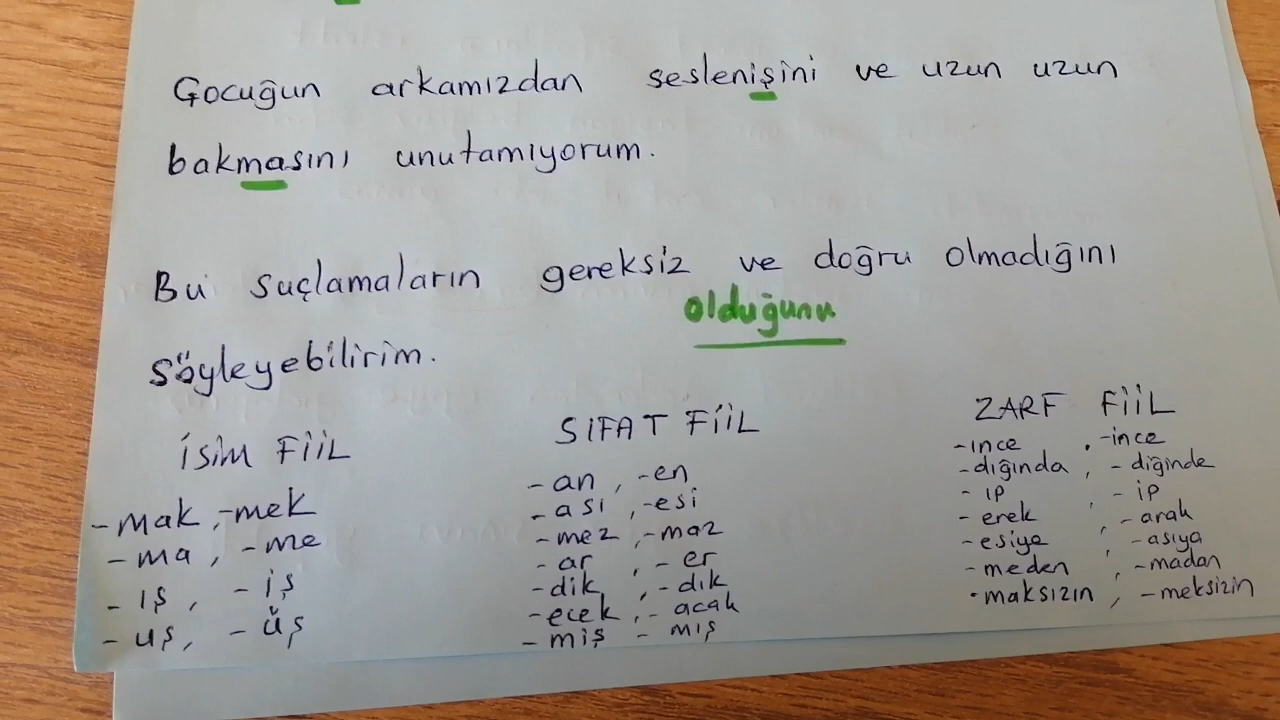 Çocuğun arkamızdan seslenişini ve uzun uzun
bakmasını unutamıyorum.
Bu suçlamaların gereksiz ve doğru olmadığını
olduğunu
söyleyebilirim.
İSİM FİİL
-mak, -mek
-ma, -me
-ış, -iş
-uş, -üş
SIFAT FİİL
-an, -en
-ası, -esi
-mez, -maz
-ar, -er
-dik, -dık
-ecek, -acak
-miş -mış
ZARF FİİL
-ınca, -ince
-dığında, -diğinde
-ıp, -ip
-erek, -arak
-esiye, -asıya
-meden, -madan
-maksızın, -meksizin